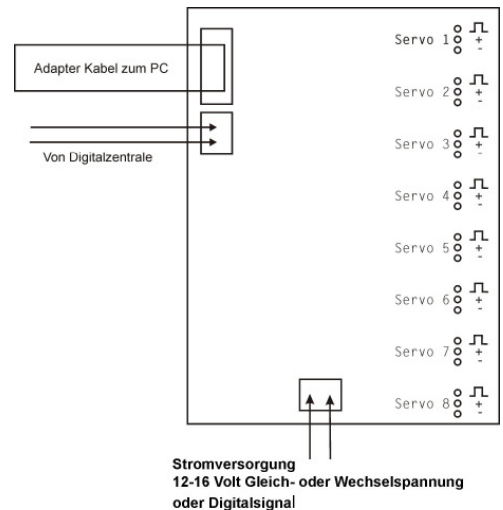 Adapter Kabel zum PC
Von Digitalzentrale
Servo 1
+
-
Servo 2
+
-
Servo 3
+
-
Servo 4
+
-
Servo 5
+
-
Servo 6
+
-
Servo 7
+
-
Servo 8
+
-
Stromversorgung
12-16 Volt Gleich- oder Wechselspannung
oder Digitalsignal